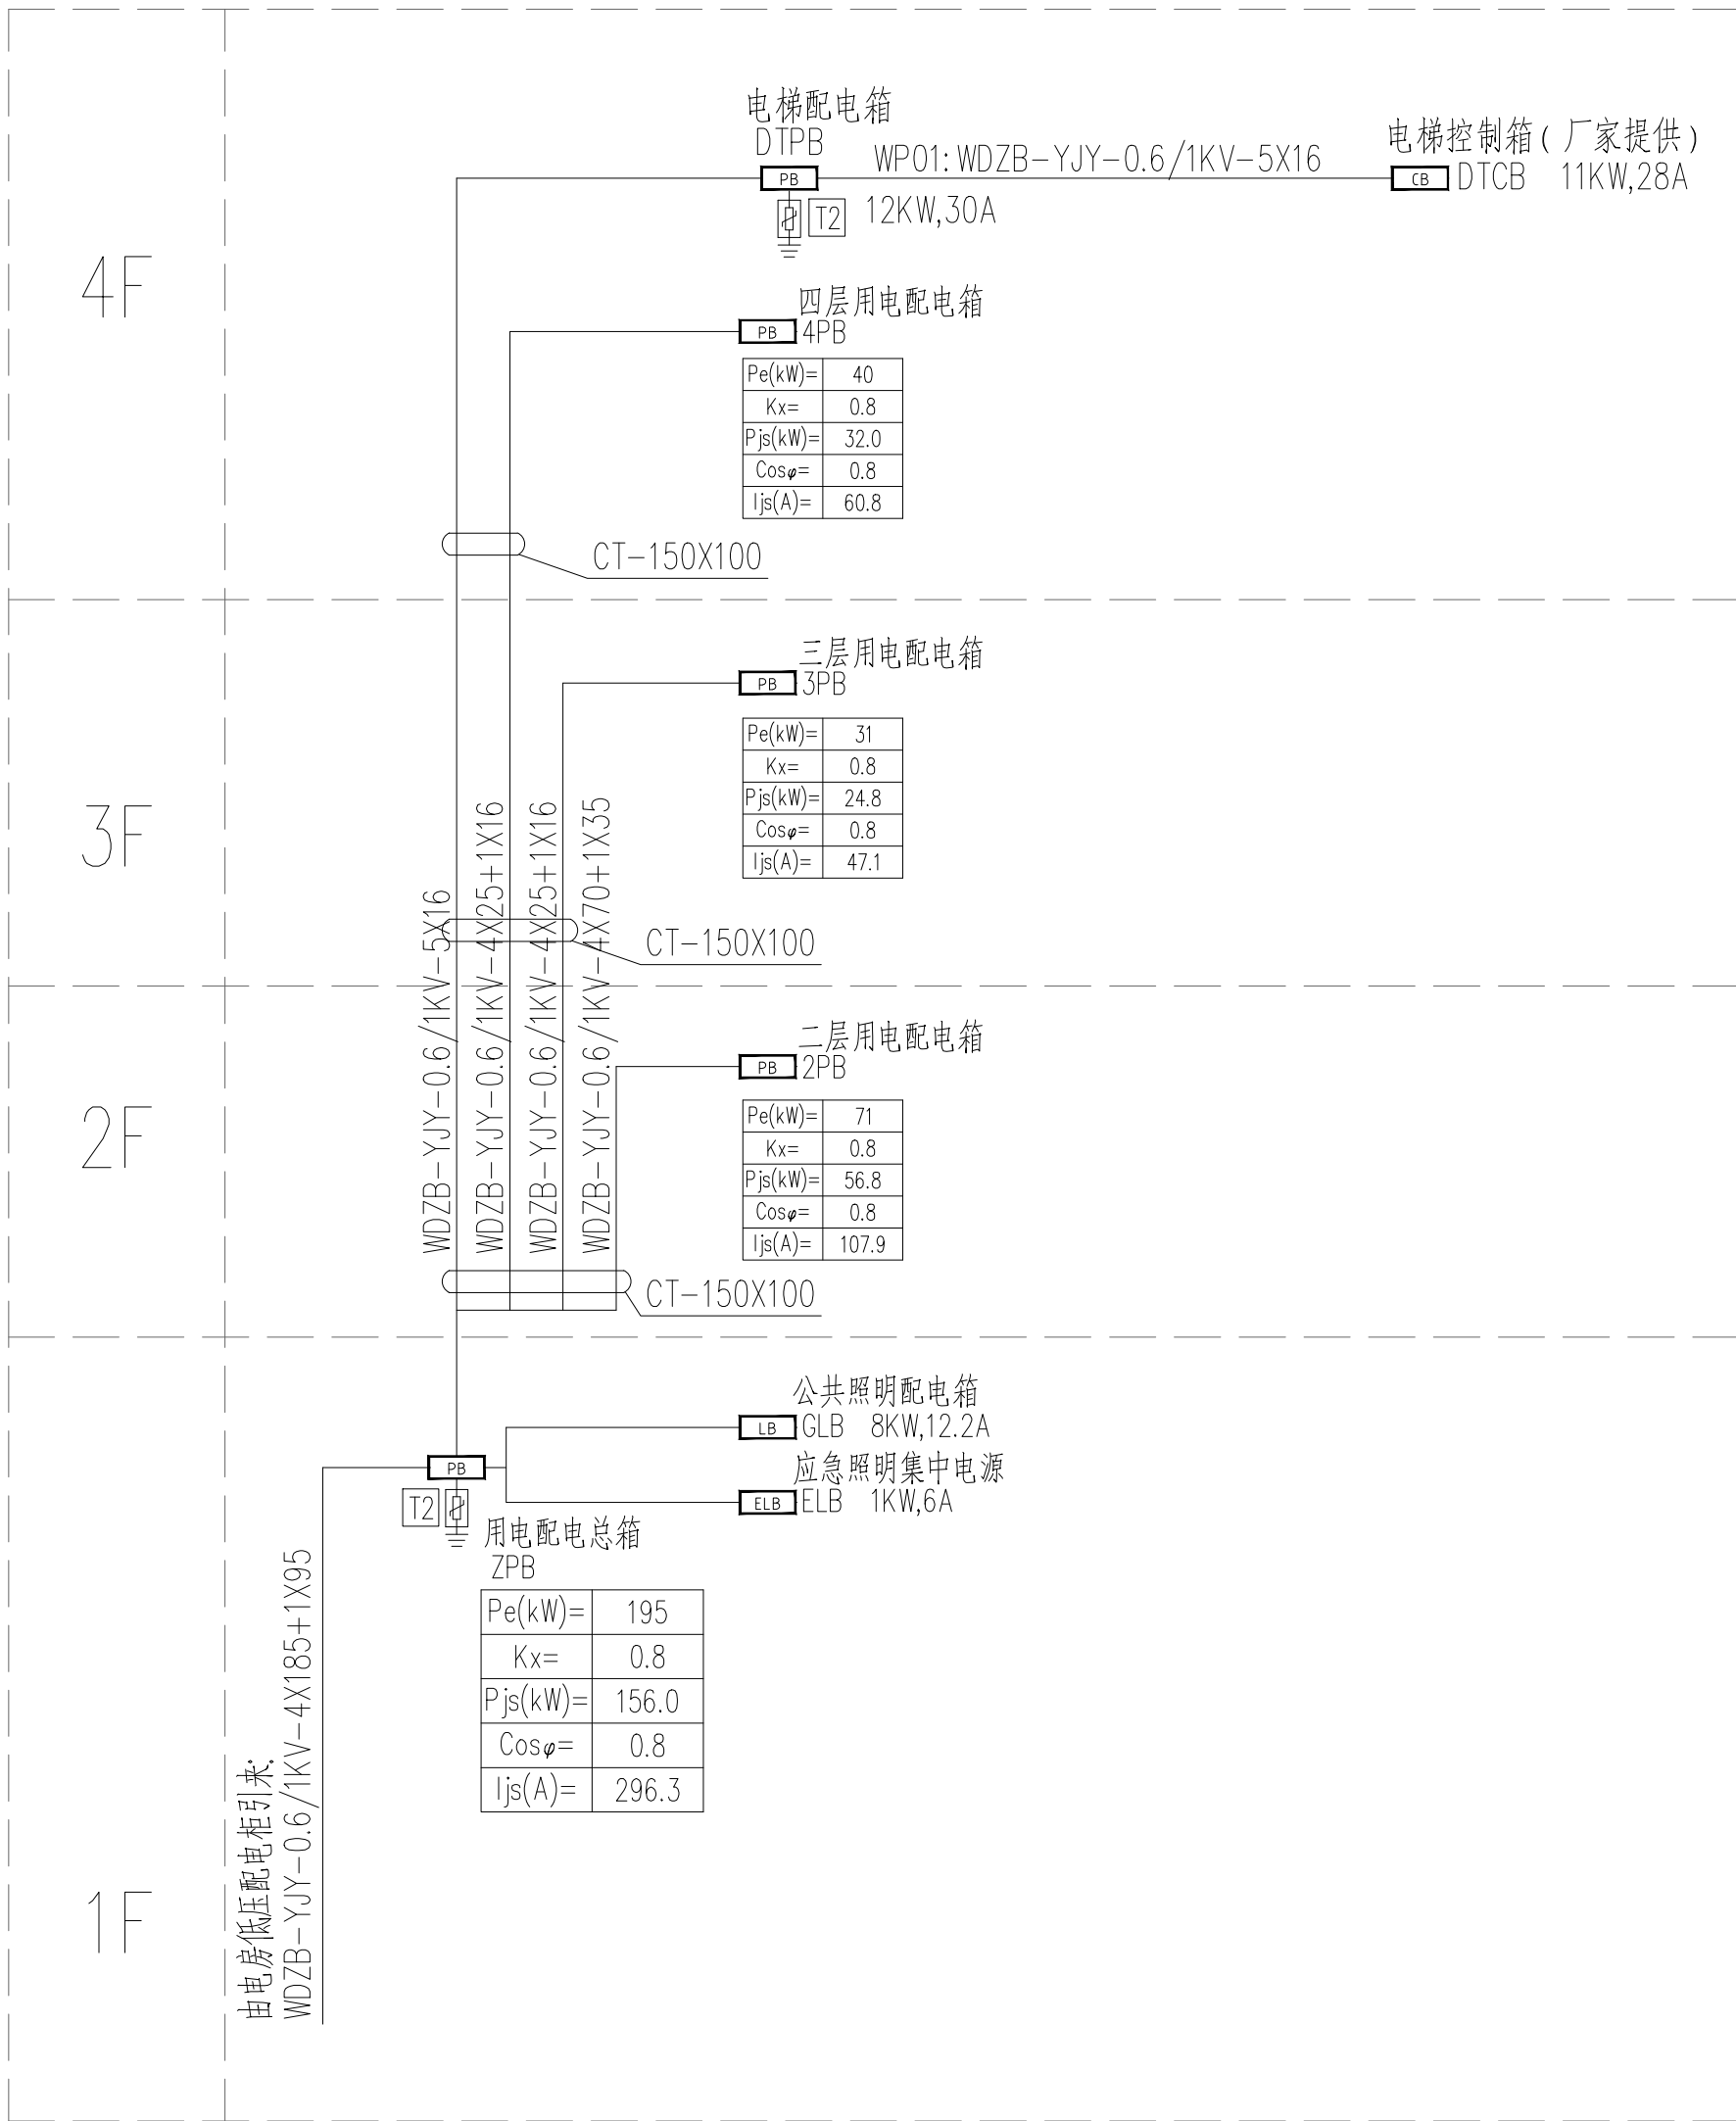 4F
电梯配电箱
DTPB
PB
T2
WP01: WDZB-YJY-0.6/1KV-5X16
12KW,30A
电梯控制箱(厂家提供)
CB
DTCB 11KW,28A
四层用电配电箱
PB
4PB
Pe(kW)= 40
Kx= 0.8
Pjs(kW)= 32.0
Cosφ= 0.8
Ijs(A)= 60.8
CT-150X100
3F
三层用电配电箱
PB
3PB
Pe(kW)= 31
Kx= 0.8
Pjs(kW)= 24.8
Cosφ= 0.8
Ijs(A)= 47.1
CT-150X100
WDZB-YJY-0.6/1KV-5X16
WDZB-YJY-0.6/1KV-4X25+1X16
WDZB-YJY-0.6/1KV-4X25+1X16
WDZB-YJY-0.6/1KV-4X70+1X35
2F
二层用电配电箱
PB
2PB
Pe(kW)= 71
Kx= 0.8
Pjs(kW)= 56.8
Cosφ= 0.8
Ijs(A)= 107.9
CT-150X100
1F
公共照明配电箱
LB
GLB 8KW,12.2A
应急照明集中电源
ELB
ELB 1KW,6A
PB
T2
用电配电总箱
ZPB
Pe(kW)= 195
Kx= 0.8
Pjs(kW)= 156.0
Cosφ= 0.8
Ijs(A)= 296.3
由电房低压配电柜引来:
WDZB-YJY-0.6/1KV-4X185+1X95